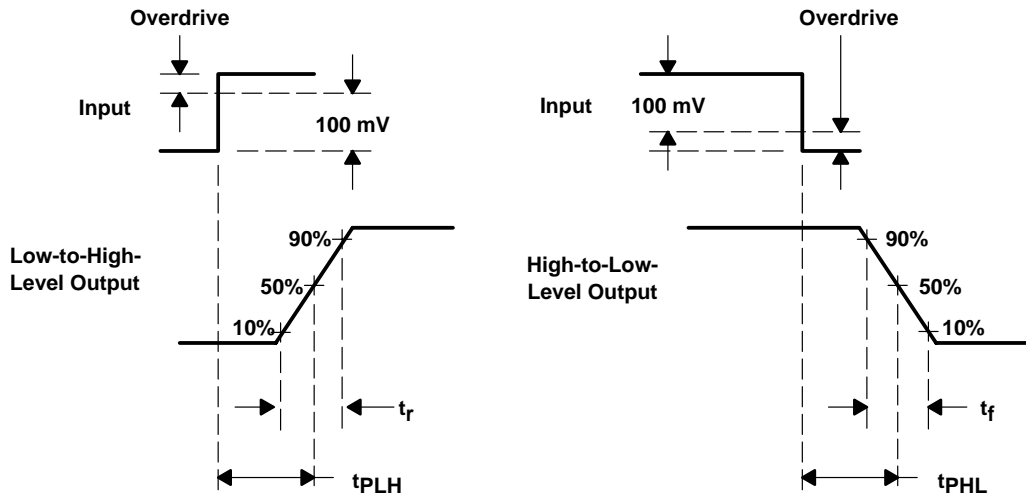 Overdrive
Input
100 mV
Low-to-High-
Level Output
90%
50%
10%
tr
tPLH
Overdrive
Input
100 mV
High-to-Low-
Level Output
90%
50%
10%
tf
tPHL